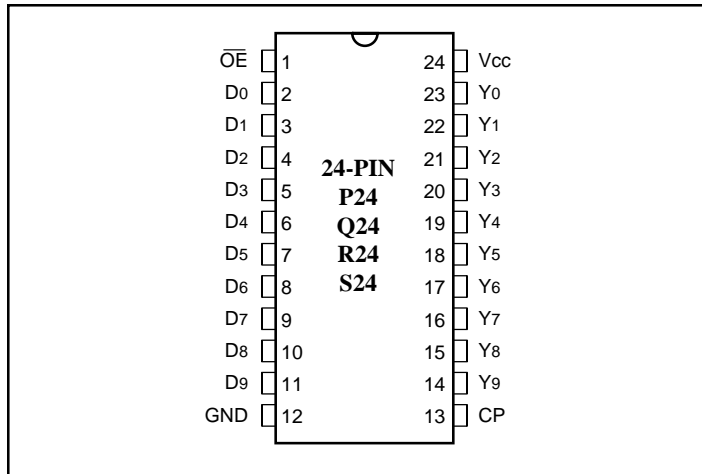 O̅E̅ 1 24 Vcc
D0 2 23 Y0
D1 3 22 Y1
D2 4 21 Y2
24-PIN
D3 5 20 Y3
P24
D4 6 19 Y4
Q24
D5 7 18 Y5
R24
D6 8 17 Y6
S24
D7 9 16 Y7
D8 10 15 Y8
D9 11 14 Y9
GND 12 13 CP